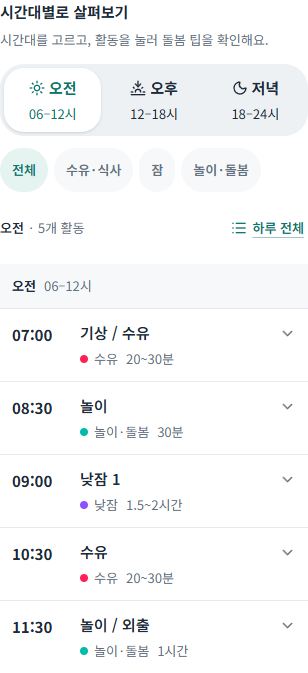 시간대별로 살펴보기
시간대를 고르고, 활동을 눌러 돌봄 팁을 확인해요.
오전 오후 저녁
06–12시 12–18시 18–24시
전체 수유·식사 잠 놀이·돌봄
오전 · 5개 활동 하루 전체
오전 06–12시
07:00 기상 / 수유
수유 20~30분
08:30 놀이
놀이·돌봄 30분
09:00 낮잠 1
낮잠 1.5~2시간
10:30 수유
수유 20~30분
11:30 놀이 / 외출
놀이·돌봄 1시간